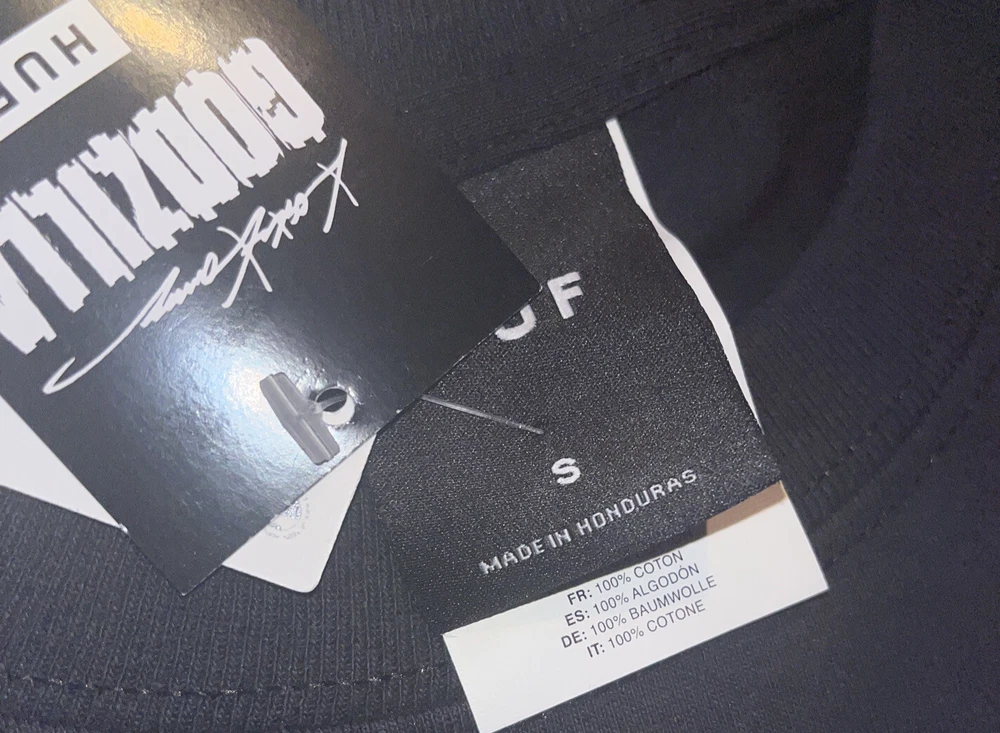 HUF
GODZILLA
UF
S
MADE IN HONDURAS
FR: 100% COTON
ES: 100% ALGODÓN
DE: 100% BAUMWOLLE
IT: 100% COTONE